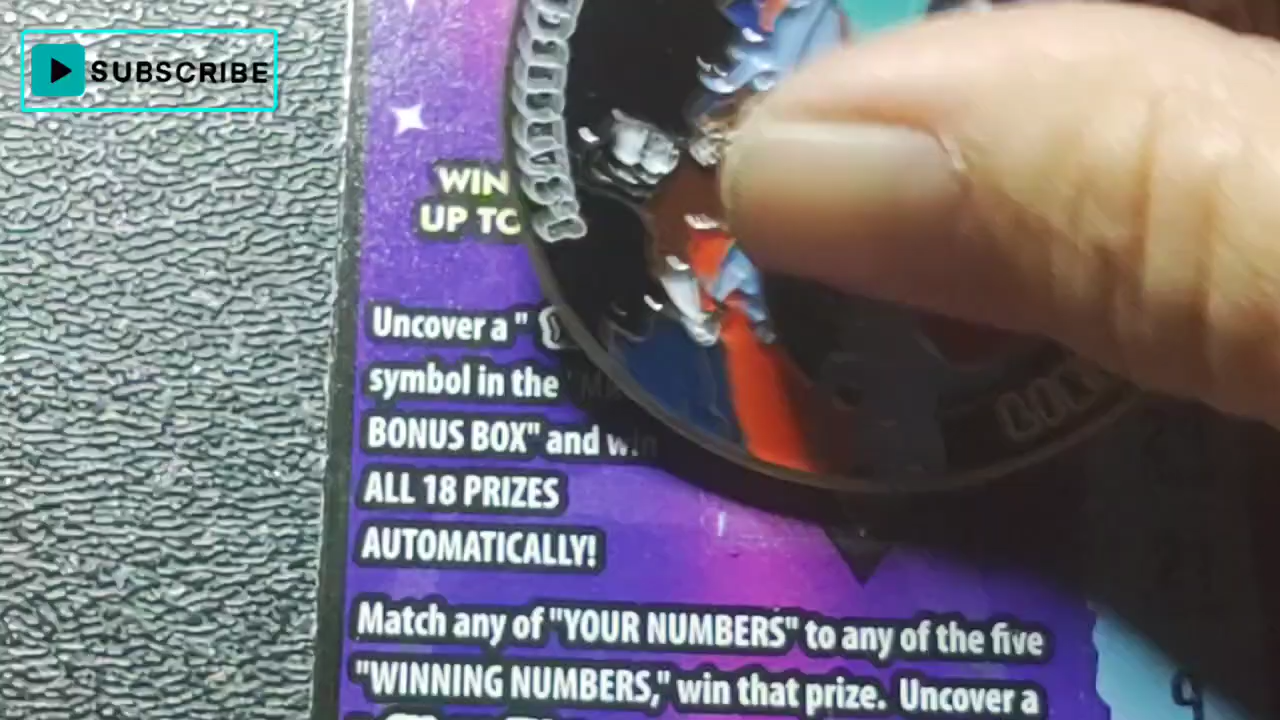 SUBSCRIBE
WIN
UP TO
Uncover a "
symbol in the
BONUS BOX" and win
ALL 18 PRIZES
AUTOMATICALLY!
Match any of "YOUR NUMBERS" to any of the five
"WINNING NUMBERS," win that prize. Uncover a